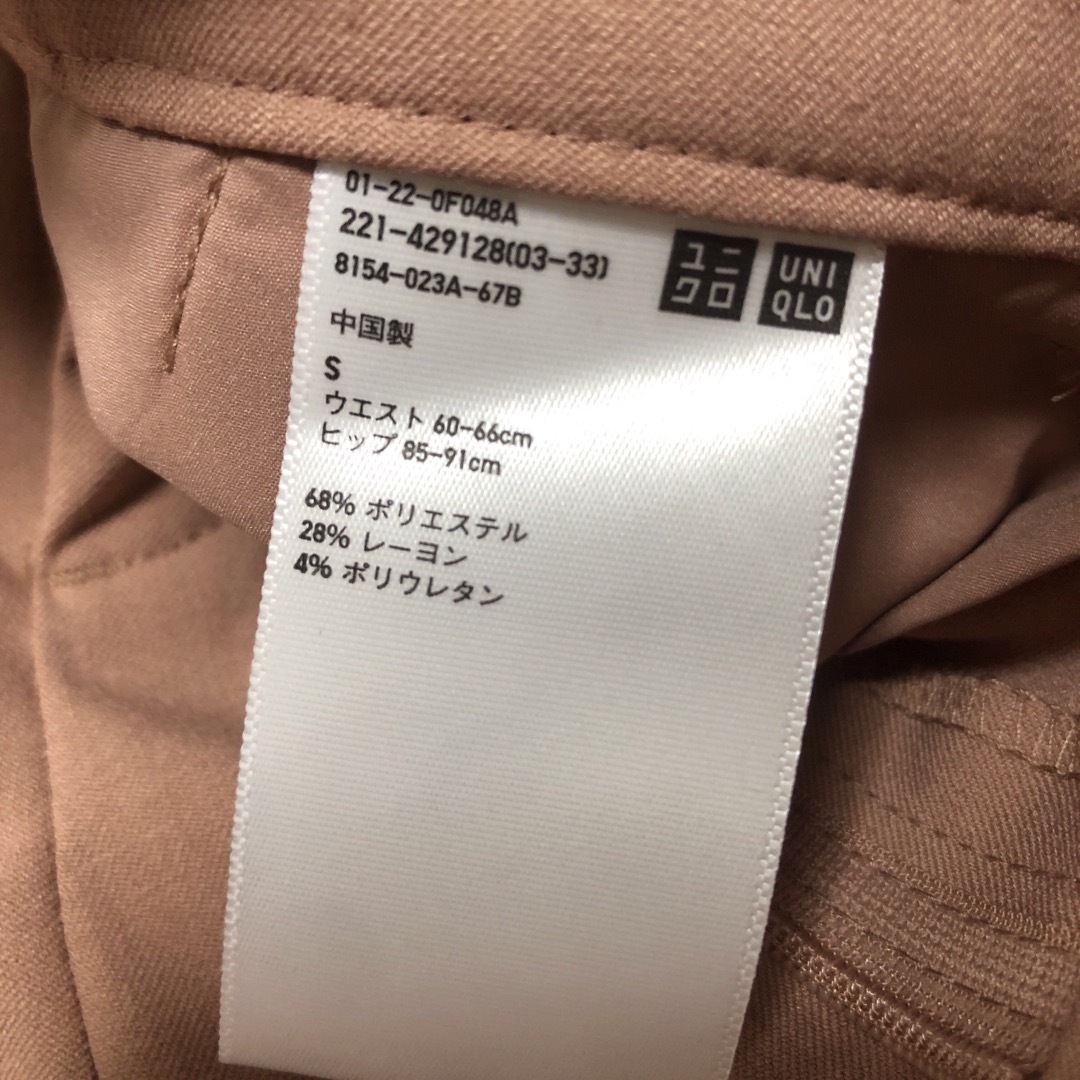 01-22-0F048A
221-429128(03-33)
8154-023A-67B
中国製
S
ウエスト 60-66cm
ヒップ 85-91cm
68% ポリエステル
28% レーヨン
4% ポリウレタン
ユニ
クロ
UNI
QLO